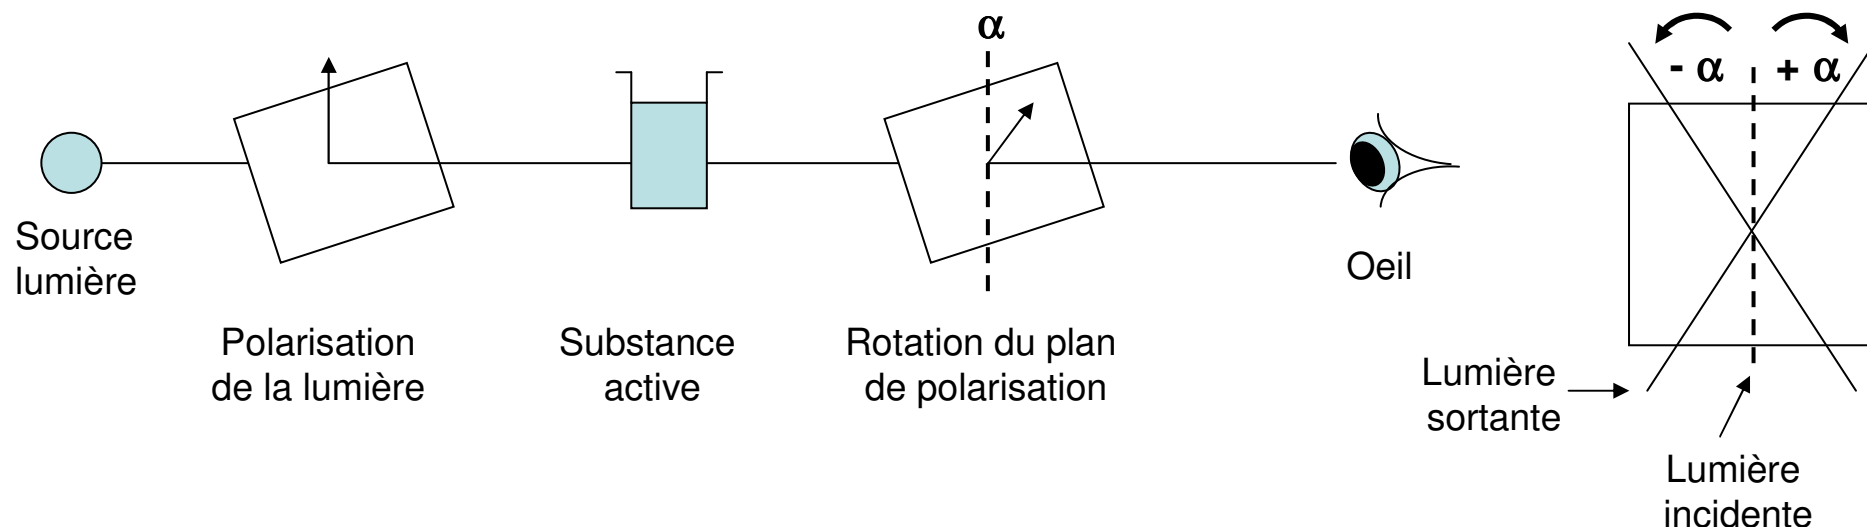 Source
lumière
Polarisation
de la lumière
Substance
active
α
Rotation du plan
de polarisation
Oeil
- α
+ α
Lumière
sortante
Lumière
incidente